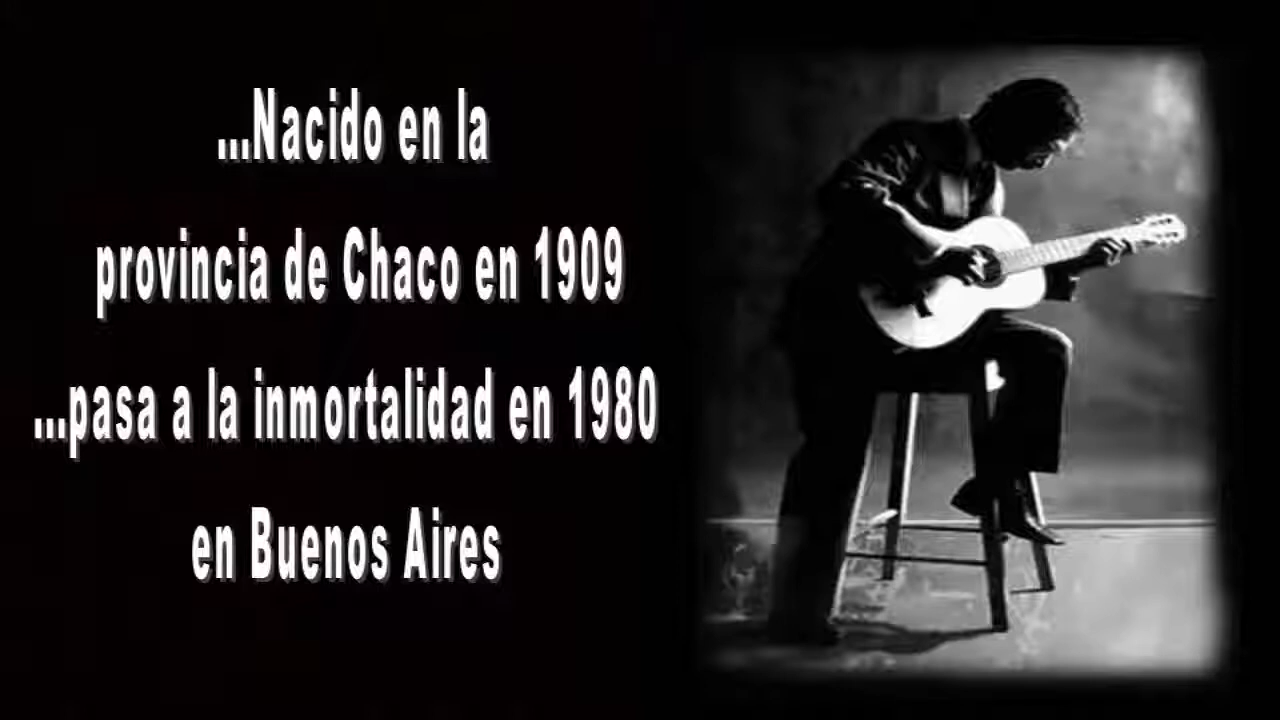 ...Nacido en la
provincia de Chaco en 1909
...pasa a la inmortalidad en 1980
en Buenos Aires